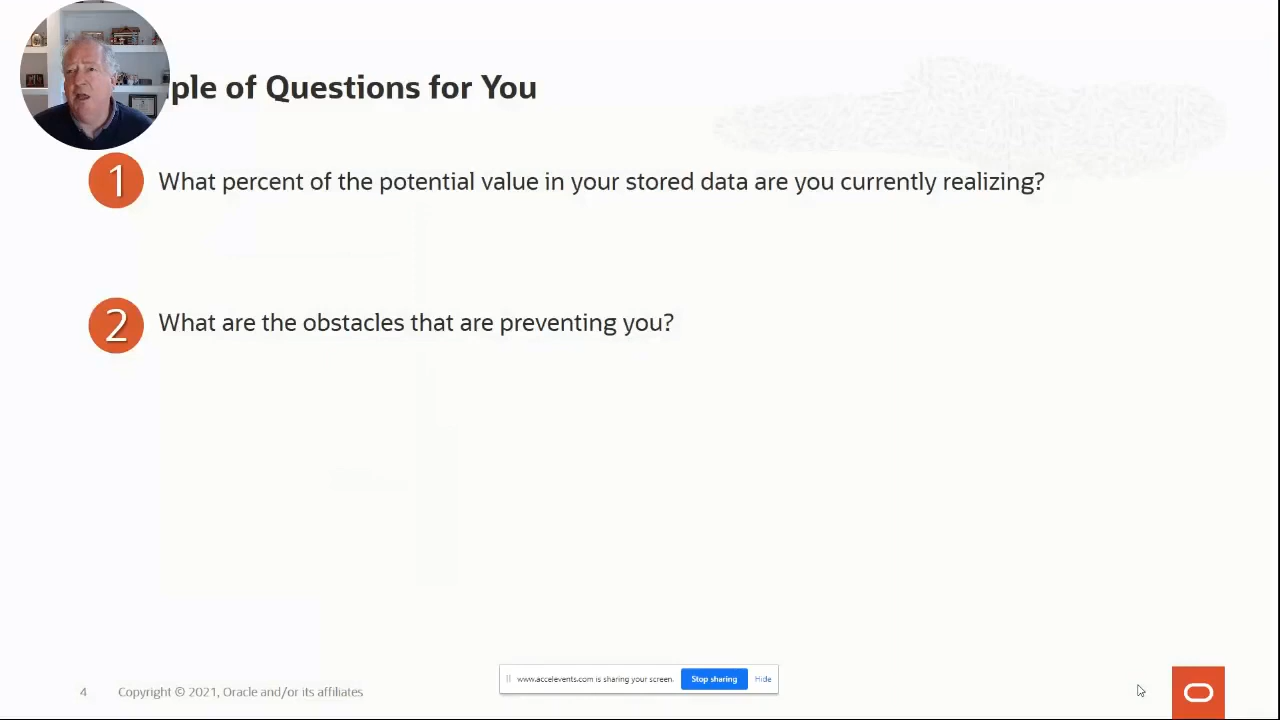 ple of Questions for You
1 What percent of the potential value in your stored data are you currently realizing?
2 What are the obstacles that are preventing you?
www.accelevents.com is sharing your screen. Stop sharing Hide
4 Copyright © 2021, Oracle and/or its affiliates